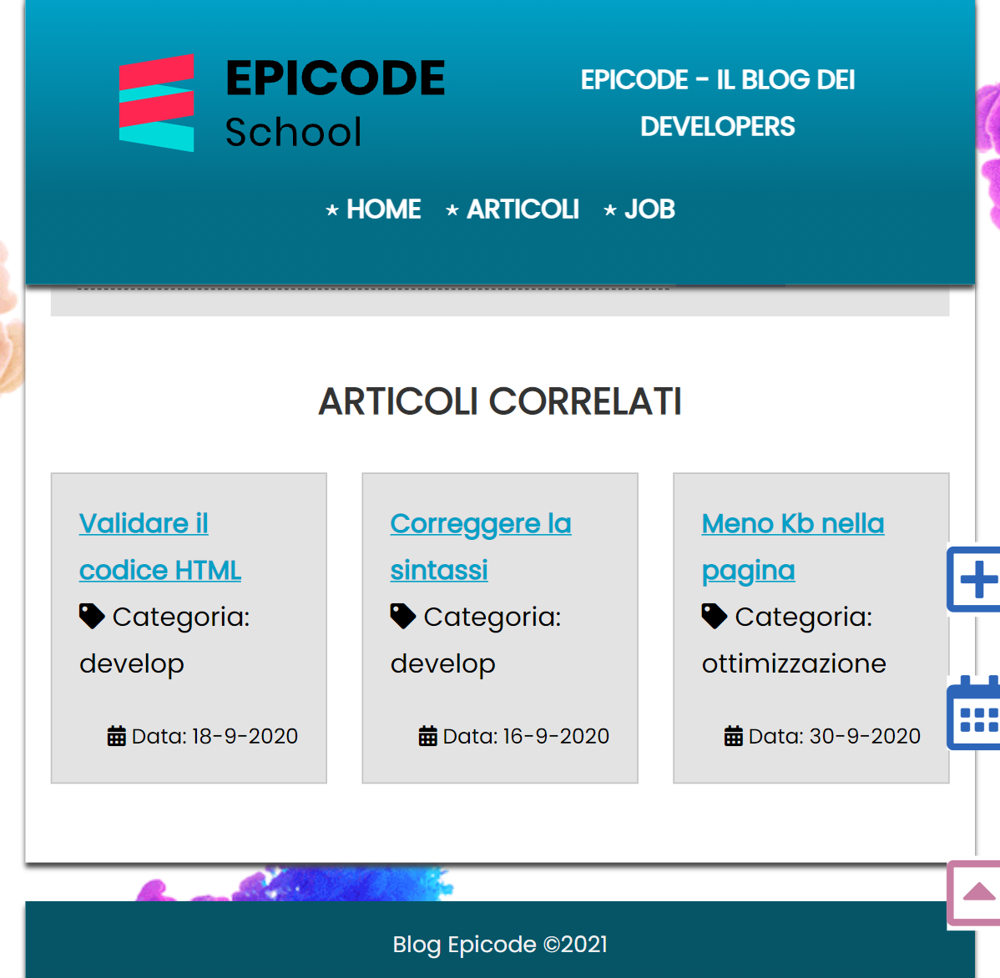 EPICODE
School
EPICODE - IL BLOG DEI
DEVELOPERS
HOME
ARTICOLI
JOB
ARTICOLI CORRELATI
Validare il
codice HTML
Categoria:
develop
Data: 18-9-2020
Correggere la
sintassi
Categoria:
develop
Data: 16-9-2020
Meno Kb nella
pagina
Categoria:
ottimizzazione
Data: 30-9-2020
Blog Epicode ©2021